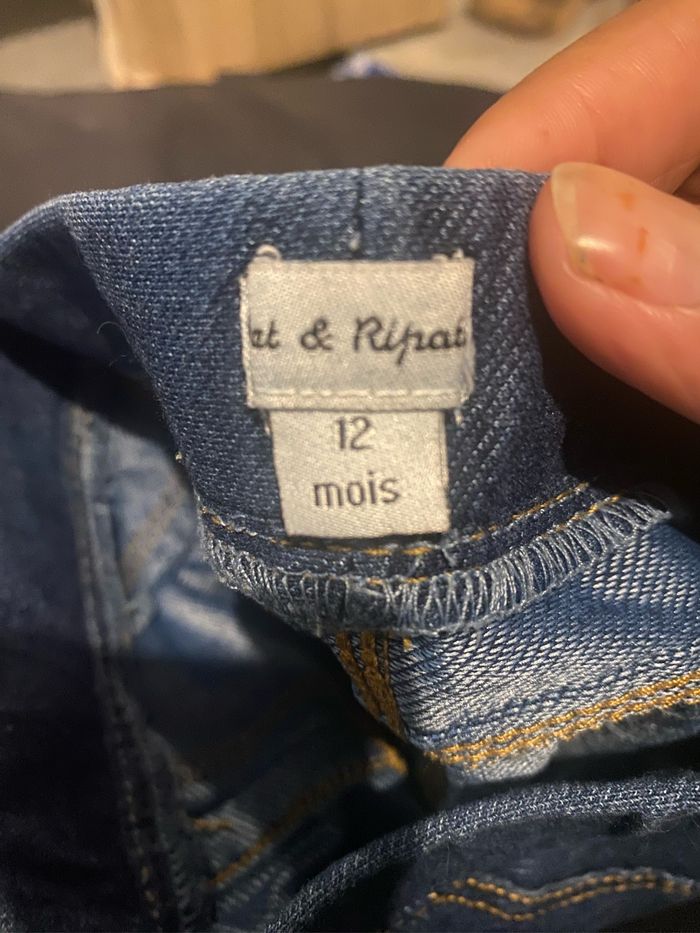 at & Ripat
12
mois